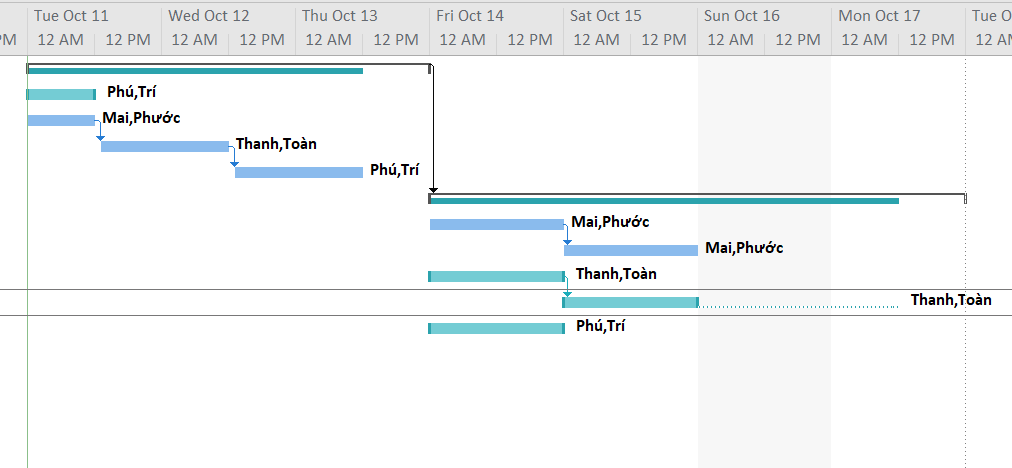 Tue Oct 11 Wed Oct 12 Thu Oct 13 Fri Oct 14 Sat Oct 15 Sun Oct 16 Mon Oct 17 Tue O
PM 12 AM 12 PM 12 AM 12 PM 12 AM 12 PM 12 AM 12 PM 12 AM 12 PM 12 AM 12 PM 12 AM 12 PM 12 AM
Phú,Trí
Mai,Phước
Thanh,Toàn
Phú,Trí
Mai,Phước
Mai,Phước
Thanh,Toàn
Thanh,Toàn
Phú,Trí